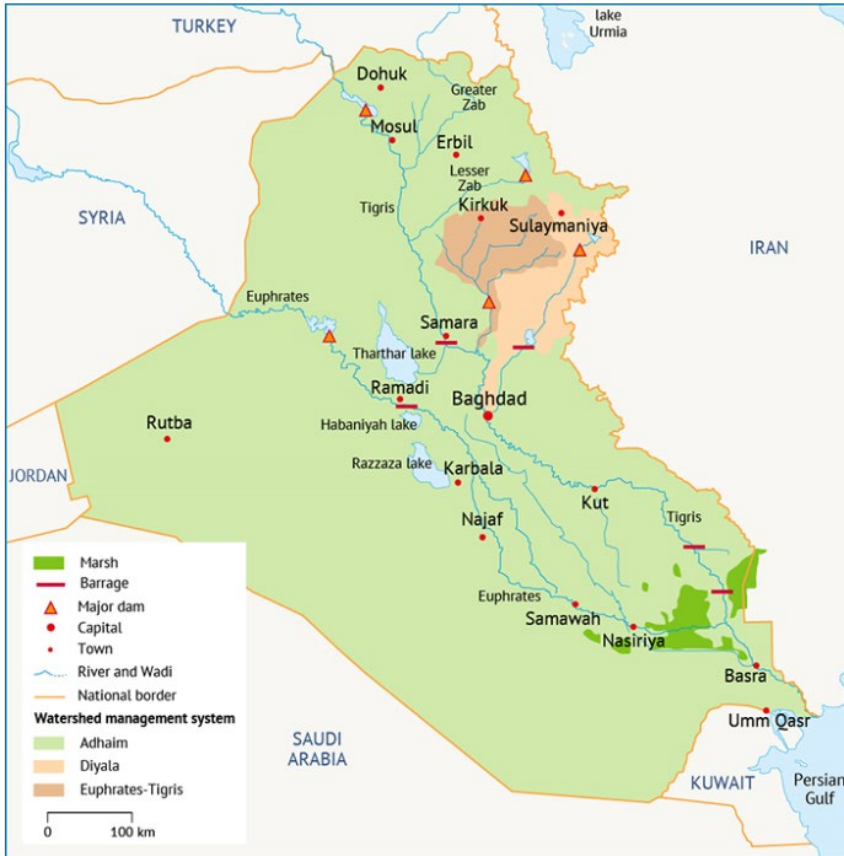 TURKEY
lake
Urmia
Dohuk
Greater
Zab
Mosul
Erbil
Lesser
Zab
Tigris
Kirkuk
Sulaymaniya
SYRIA
IRAN
Euphrates
Samara
Tharthar lake
Ramadi
Baghdad
Habaniyah lake
Rutba
Razzaza lake
Karbala
JORDAN
Kut
Najaf
Tigris
Euphrates
Samawah
Nasiriya
Basra
Umm Qasr
SAUDI
ARABIA
KUWAIT
Persian
Gulf
Marsh
Barrage
Major dam
Capital
Town
River and Wadi
National border
Watershed management system
Adhaim
Diyala
Euphrates-Tigris
0 100 km